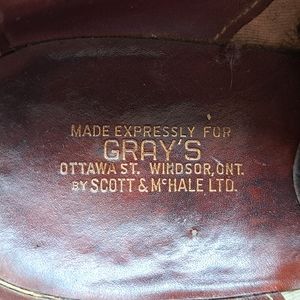 MADE EXPRESSLY FOR
GRAY'S
OTTAWA ST. WINDSOR, ONT.
BY SCOTT & McHALE LTD.